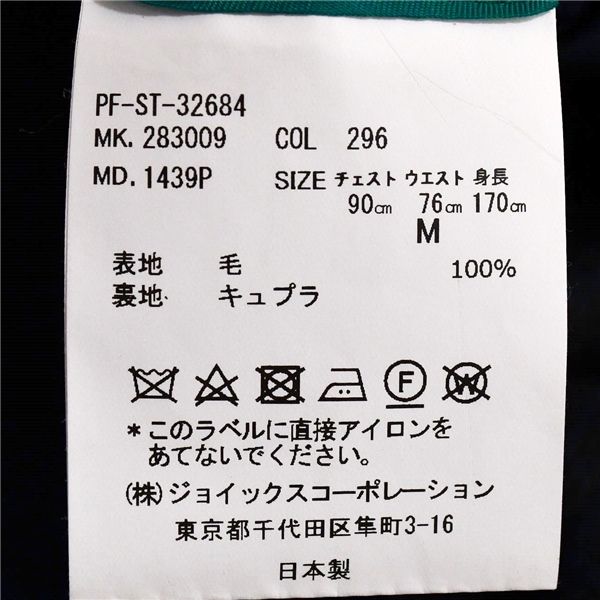 PF-ST-32684
MK. 283009 COL 296
MD. 1439P SIZE チェスト ウエスト 身長
90cm 76cm 170cm
M
表地 毛 100%
裏地 キュプラ
F W
＊このラベルに直接アイロンを
あてないでください。
(株)ジョイックスコーポレーション
東京都千代田区隼町3-16
日本製